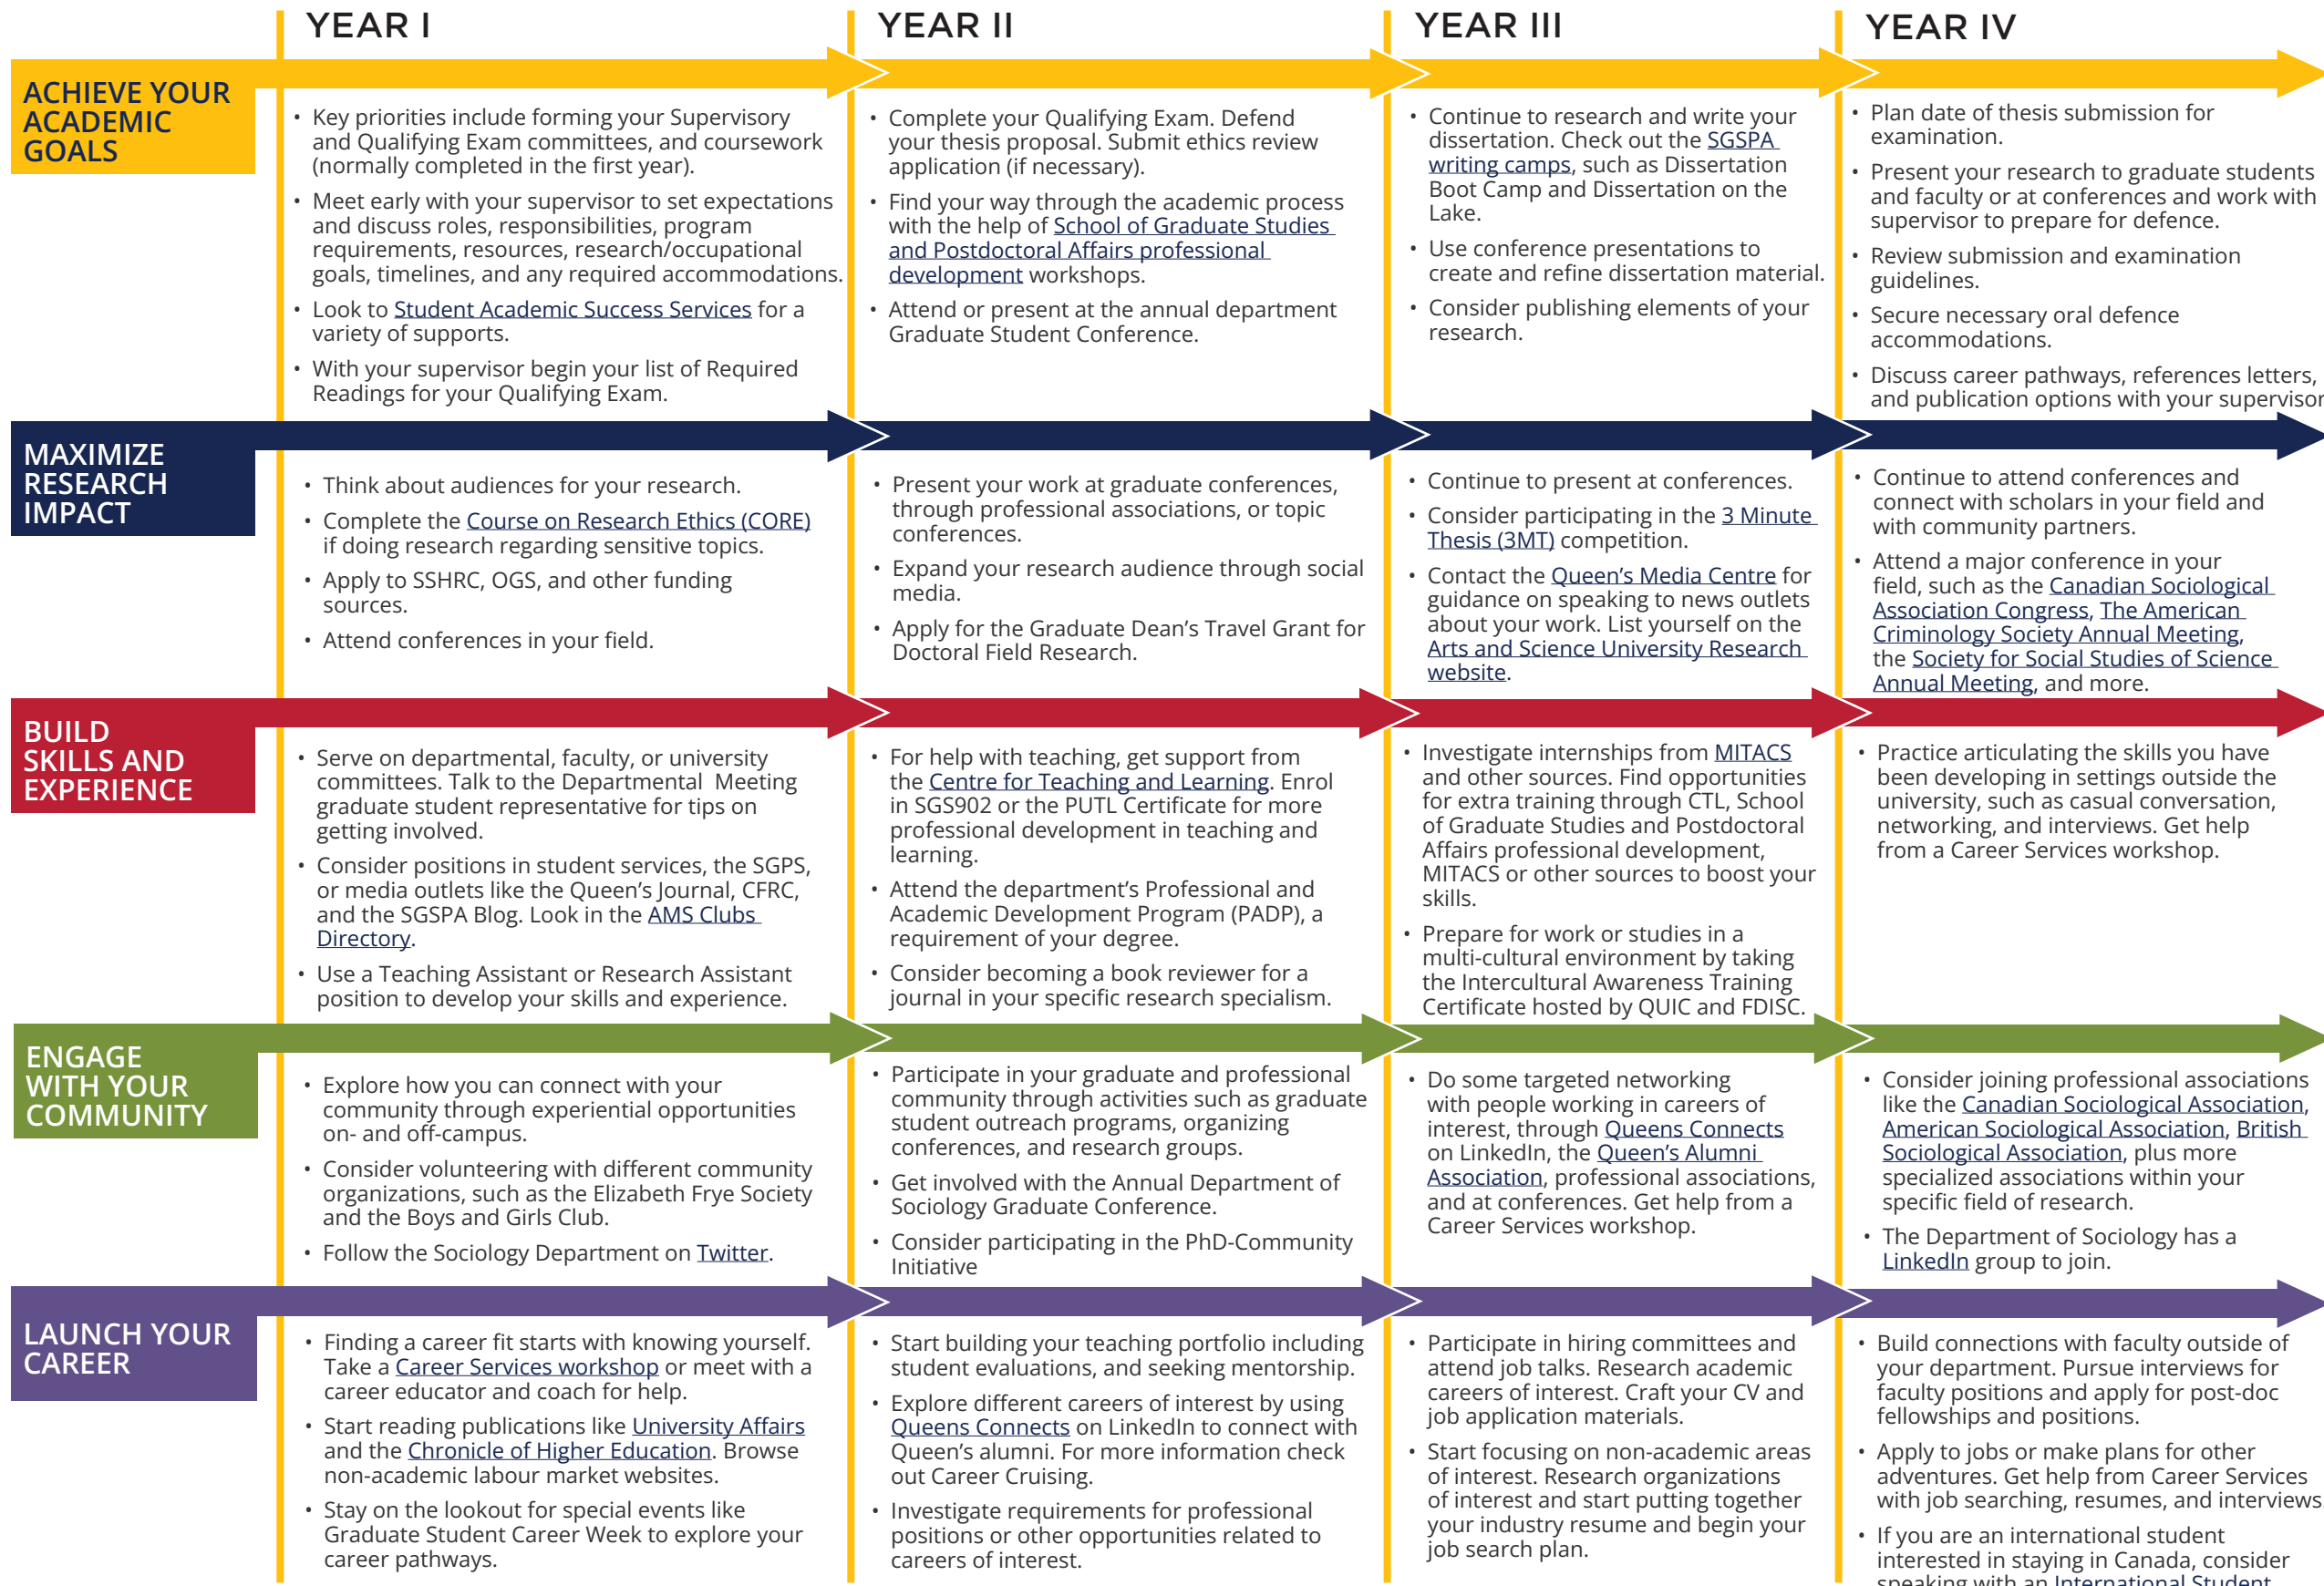 YEAR I
YEAR II
YEAR III
YEAR IV
ACHIEVE YOUR
ACADEMIC
GOALS
• Key priorities include forming your Supervisory
and Qualifying Exam committees, and coursework
(normally completed in the first year).
• Meet early with your supervisor to set expectations
and discuss roles, responsibilities, program
requirements, resources, research/occupational
goals, timelines, and any required accommodations.
• Look to Student Academic Success Services for a
variety of supports.
• With your supervisor begin your list of Required
Readings for your Qualifying Exam.
• Complete your Qualifying Exam. Defend
your thesis proposal. Submit ethics review
application (if necessary).
• Find your way through the academic process
with the help of School of Graduate Studies
and Postdoctoral Affairs professional
development workshops.
• Attend or present at the annual department
Graduate Student Conference.
• Continue to research and write your
dissertation. Check out the SGSPA
writing camps, such as Dissertation
Boot Camp and Dissertation on the
Lake.
• Use conference presentations to
create and refine dissertation material.
• Consider publishing elements of your
research.
• Plan date of thesis submission for
examination.
• Present your research to graduate students
and faculty or at conferences and work with
supervisor to prepare for defence.
• Review submission and examination
guidelines.
• Secure necessary oral defence
accommodations.
• Discuss career pathways, references letters,
and publication options with your supervisor
MAXIMIZE
RESEARCH
IMPACT
• Think about audiences for your research.
• Complete the Course on Research Ethics (CORE)
if doing research regarding sensitive topics.
• Apply to SSHRC, OGS, and other funding
sources.
• Attend conferences in your field.
• Present your work at graduate conferences,
through professional associations, or topic
conferences.
• Expand your research audience through social
media.
• Apply for the Graduate Dean's Travel Grant for
Doctoral Field Research.
• Continue to present at conferences.
• Consider participating in the 3 Minute
Thesis (3MT) competition.
• Contact the Queen's Media Centre for
guidance on speaking to news outlets
about your work. List yourself on the
Arts and Science University Research
website.
• Continue to attend conferences and
connect with scholars in your field and
with community partners.
• Attend a major conference in your
field, such as the Canadian Sociological
Association Congress, The American
Criminology Society Annual Meeting,
the Society for Social Studies of Science
Annual Meeting, and more.
BUILD
SKILLS AND
EXPERIENCE
• Serve on departmental, faculty, or university
committees. Talk to the Departmental Meeting
graduate student representative for tips on
getting involved.
• Consider positions in student services, the SGPS,
or media outlets like the Queen's Journal, CFRC,
and the SGSPA Blog. Look in the AMS Clubs
Directory.
• Use a Teaching Assistant or Research Assistant
position to develop your skills and experience.
• For help with teaching, get support from
the Centre for Teaching and Learning. Enrol
in SGS902 or the PUTL Certificate for more
professional development in teaching and
learning.
• Attend the department's Professional and
Academic Development Program (PADP), a
requirement of your degree.
• Consider becoming a book reviewer for a
journal in your specific research specialism.
• Investigate internships from MITACS
and other sources. Find opportunities
for extra training through CTL, School
of Graduate Studies and Postdoctoral
Affairs professional development,
MITACS or other sources to boost your
skills.
• Prepare for work or studies in a
multi-cultural environment by taking
the Intercultural Awareness Training
Certificate hosted by QUIC and FDISC.
• Practice articulating the skills you have
been developing in settings outside the
university, such as casual conversation,
networking, and interviews. Get help
from a Career Services workshop.
ENGAGE
WITH YOUR
COMMUNITY
• Explore how you can connect with your
community through experiential opportunities
on- and off-campus.
• Consider volunteering with different community
organizations, such as the Elizabeth Frye Society
and the Boys and Girls Club.
• Follow the Sociology Department on Twitter.
• Participate in your graduate and professional
community through activities such as graduate
student outreach programs, organizing
conferences, and research groups.
• Get involved with the Annual Department of
Sociology Graduate Conference.
• Consider participating in the PhD-Community
Initiative
• Do some targeted networking
with people working in careers of
interest, through Queens Connects
on LinkedIn, the Queen's Alumni
Association, professional associations,
and at conferences. Get help from a
Career Services workshop.
• Consider joining professional associations
like the Canadian Sociological Association,
American Sociological Association, British
Sociological Association, plus more
specialized associations within your
specific field of research.
• The Department of Sociology has a
LinkedIn group to join.
LAUNCH YOUR
CAREER
• Finding a career fit starts with knowing yourself.
Take a Career Services workshop or meet with a
career educator and coach for help.
• Start reading publications like University Affairs
and the Chronicle of Higher Education. Browse
non-academic labour market websites.
• Stay on the lookout for special events like
Graduate Student Career Week to explore your
career pathways.
• Start building your teaching portfolio including
student evaluations, and seeking mentorship.
• Explore different careers of interest by using
Queens Connects on LinkedIn to connect with
Queen's alumni. For more information check
out Career Cruising.
• Investigate requirements for professional
positions or other opportunities related to
careers of interest.
• Participate in hiring committees and
attend job talks. Research academic
careers of interest. Craft your CV and
job application materials.
• Start focusing on non-academic areas
of interest. Research organizations
of interest and start putting together
your industry resume and begin your
job search plan.
• Build connections with faculty outside of
your department. Pursue interviews for
faculty positions and apply for post-doc
fellowships and positions.
• Apply to jobs or make plans for other
adventures. Get help from Career Services
with job searching, resumes, and interviews
• If you are an international student
interested in staying in Canada, consider
speaking with an International Student